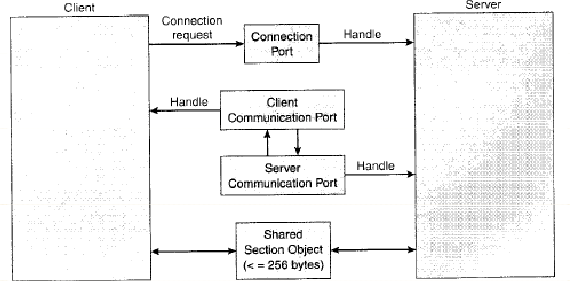 Client
Server
Connection
request
Connection
Port
Handle
Handle
Client
Communication Port
Server
Communication Port
Handle
Shared
Section Object
(< = 256 bytes)